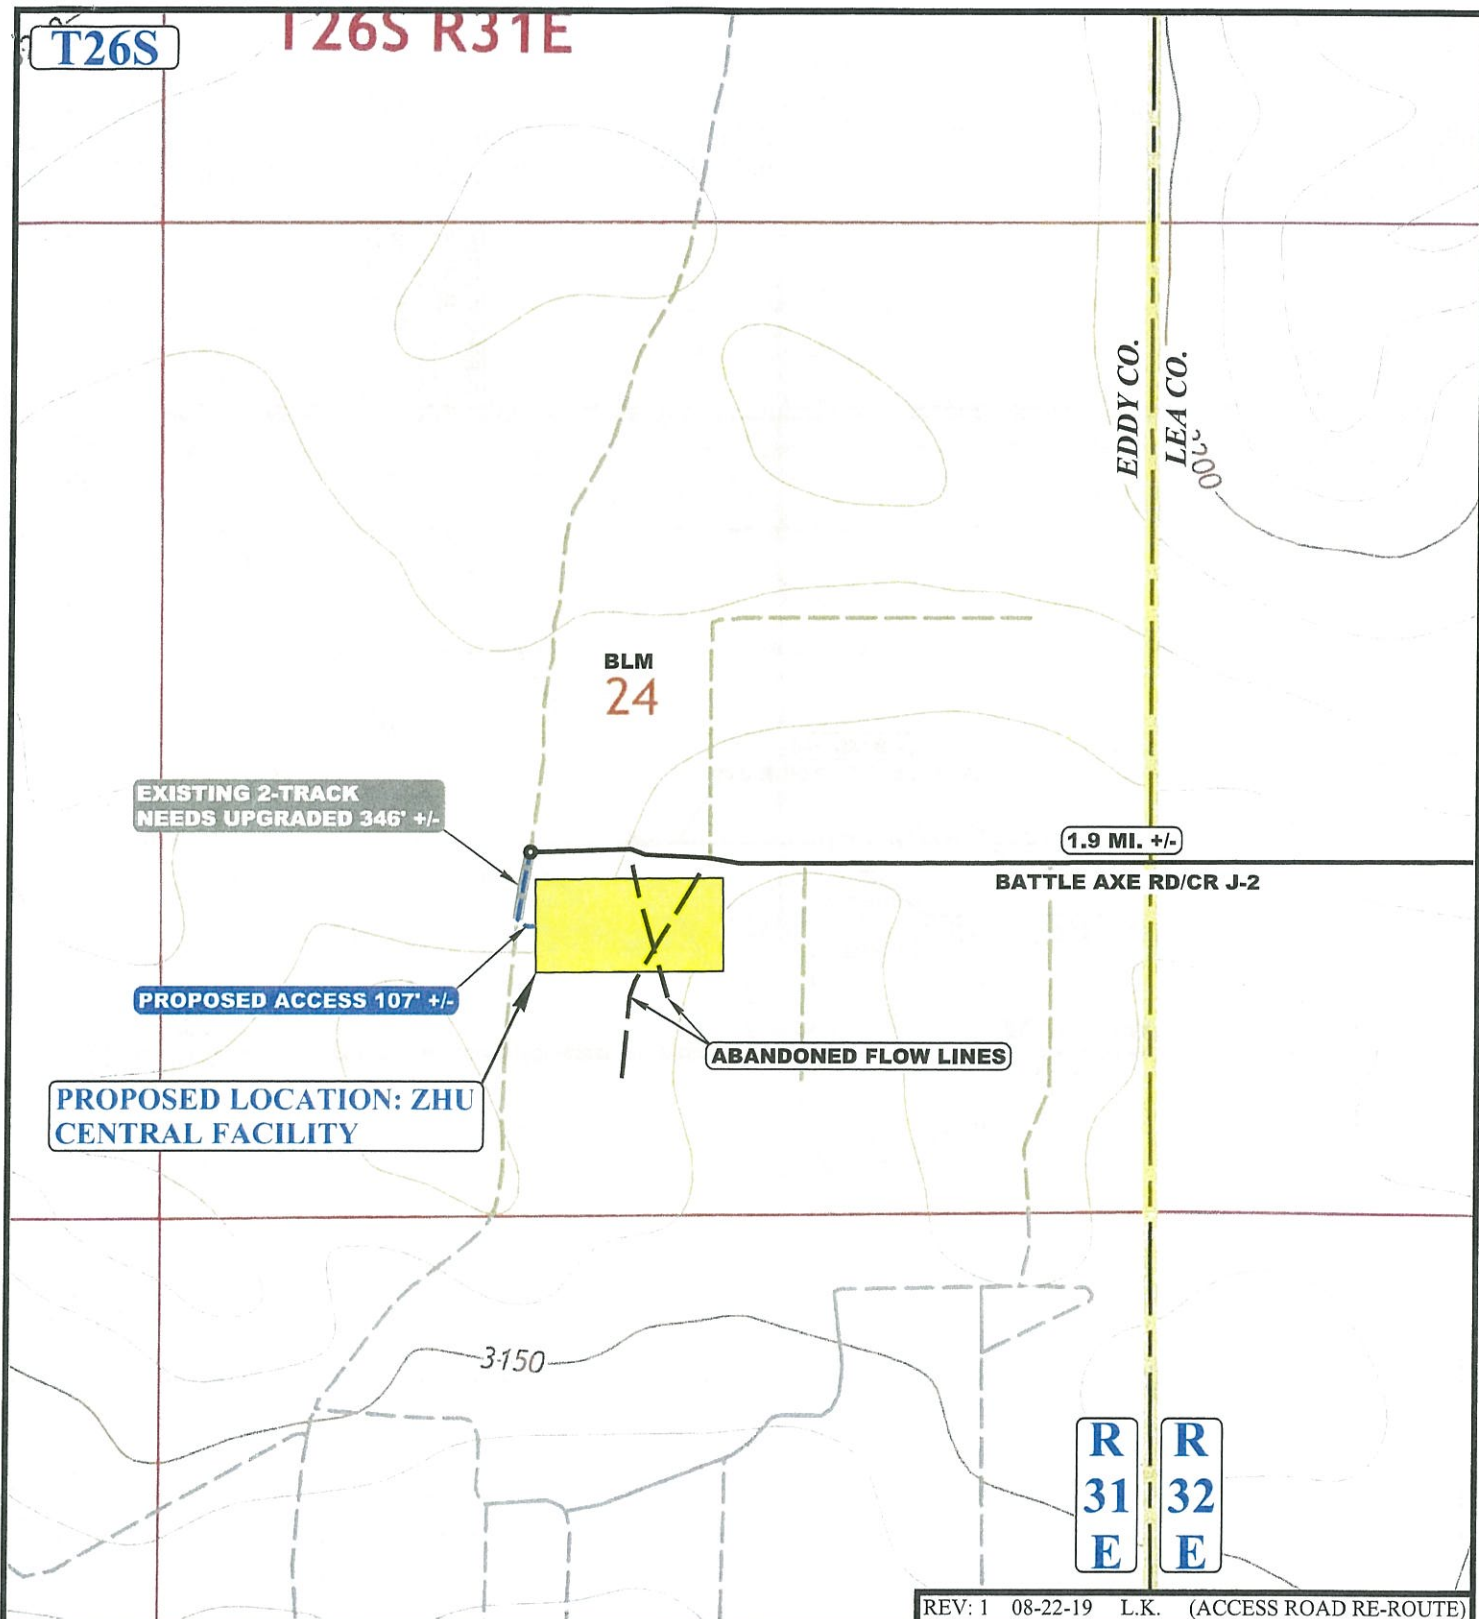 T26S R31E
T26S
EDDY CO.
LEA CO.
BLM
24
EXISTING 2-TRACK
NEEDS UPGRADED 346' +/-
1.9 MI. +/-
BATTLE AXE RD/CR J-2
PROPOSED ACCESS 107' +/-
ABANDONED FLOW LINES
PROPOSED LOCATION: ZHU
CENTRAL FACILITY
3150
R
31
E
R
32
E
REV: 1 08-22-19 L.K. (ACCESS ROAD RE-ROUTE)